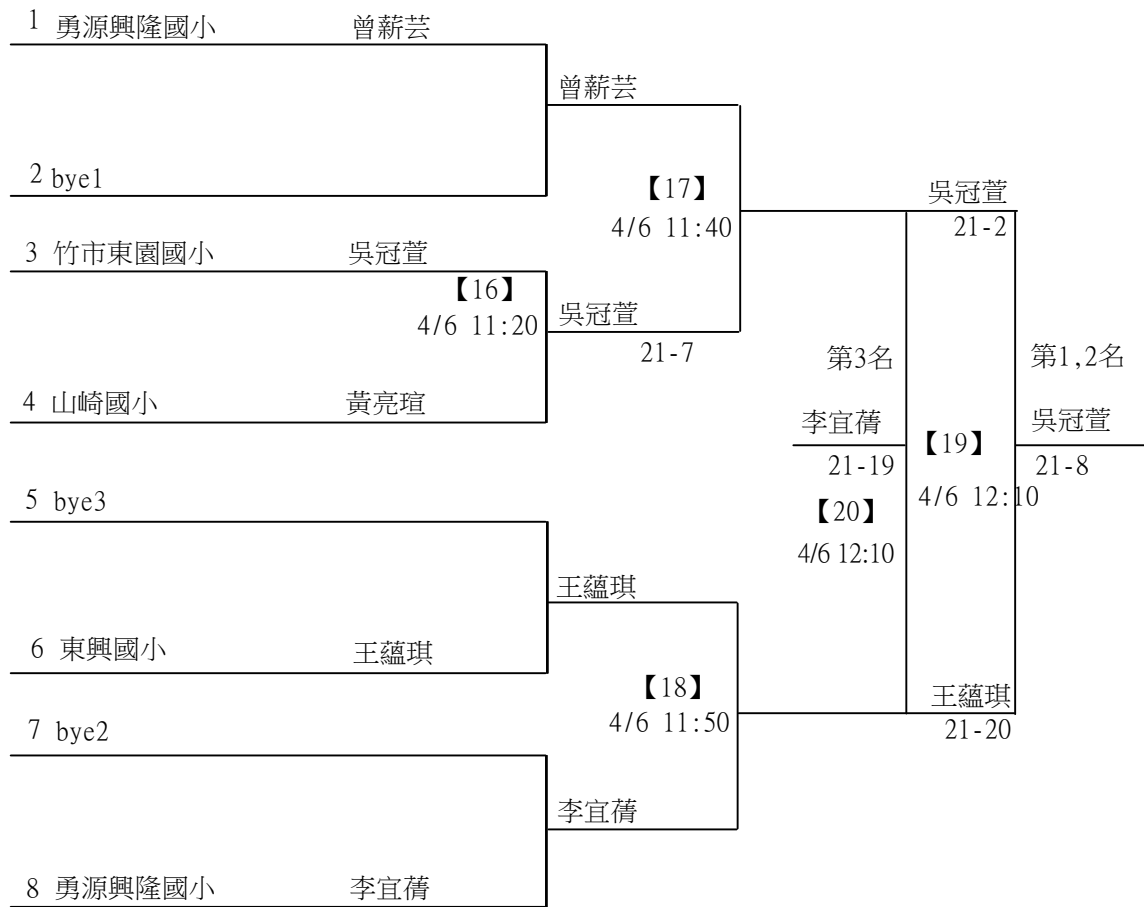 1 勇源興隆國小 曾薪芸
曾薪芸
2 bye1
【17】
4/6 11:40
吳冠萱
21-2
3 竹市東園國小 吳冠萱
【16】
4/6 11:20
吳冠萱
21-7
第3名
第1,2名
4 山崎國小 黃亮瑄
李宜蒨
21-19
【19】
4/6 12:10
吳冠萱
21-8
5 bye3
【20】
4/6 12:10
王蘊琪
6 東興國小 王蘊琪
【18】
4/6 11:50
王蘊琪
21-20
7 bye2
李宜蒨
8 勇源興隆國小 李宜蒨